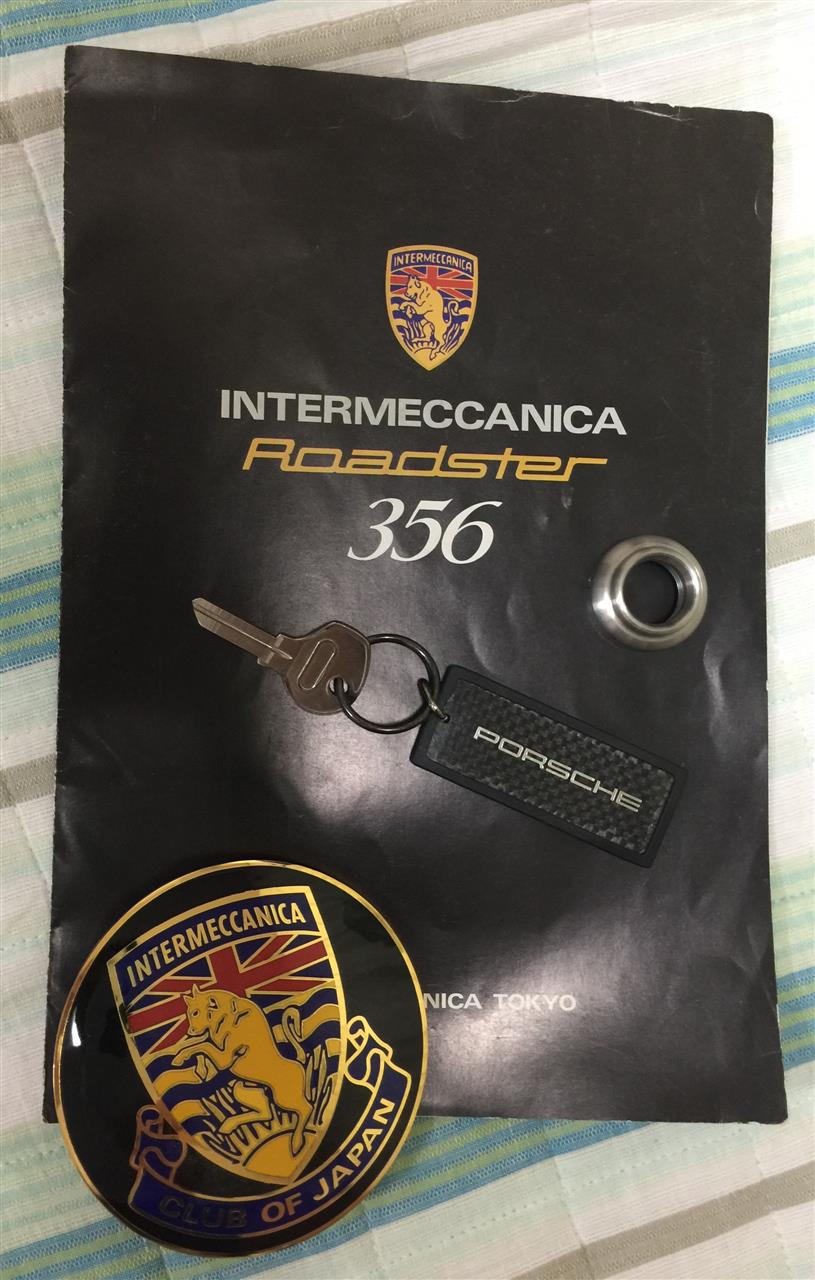 INTERMECCANICA
INTERMECCANICA
Roadster
356
PORSCHE
NICA TOKYO
INTERMECCANICA
CLUB OF JAPAN